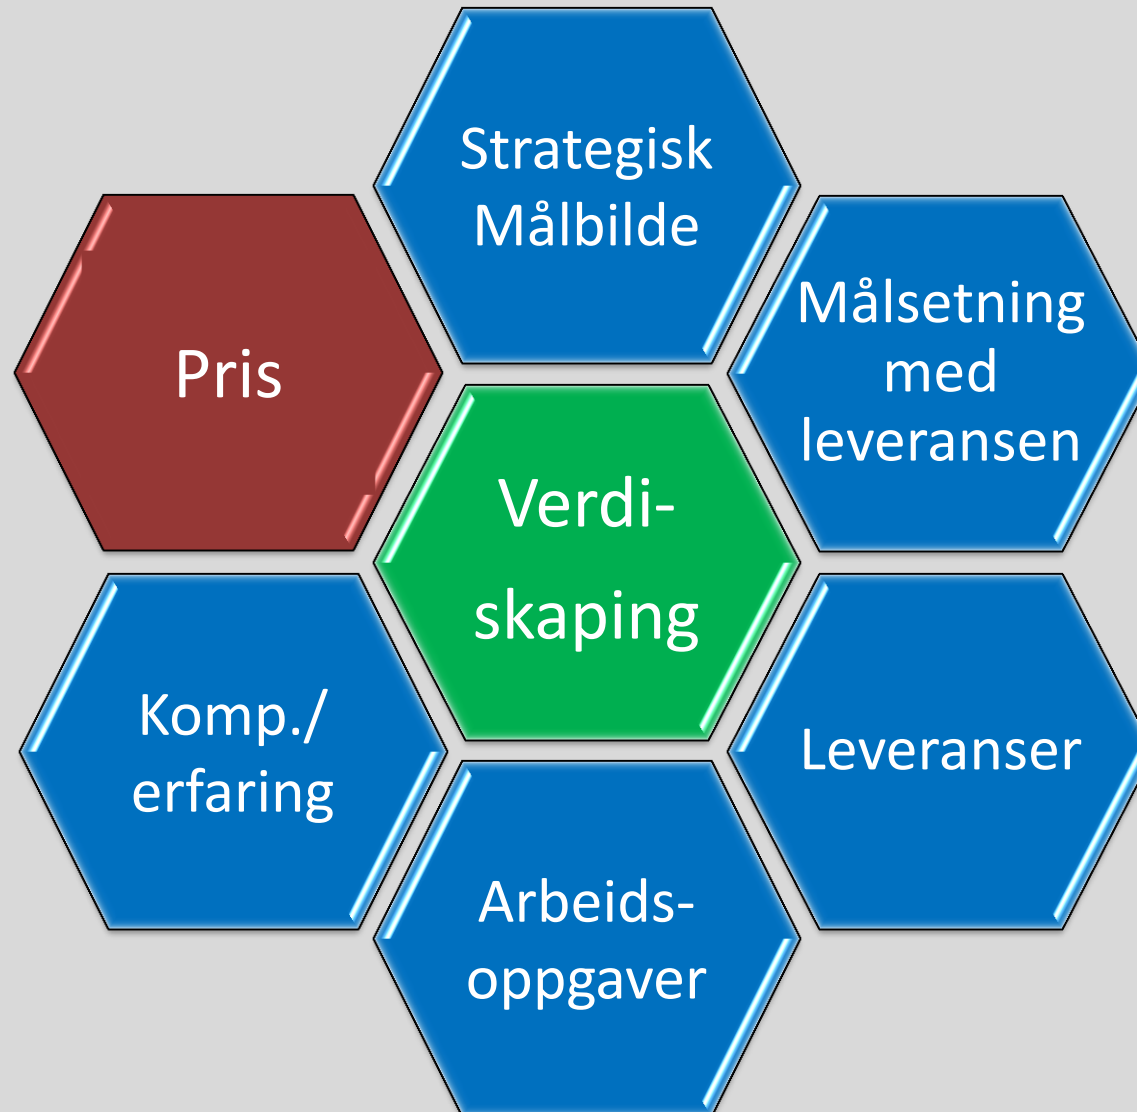 Strategisk
Målbilde
Målsetning
med
leveransen
Pris
Verdi-
skaping
Komp./
erfaring
Leveranser
Arbeids-
oppgaver